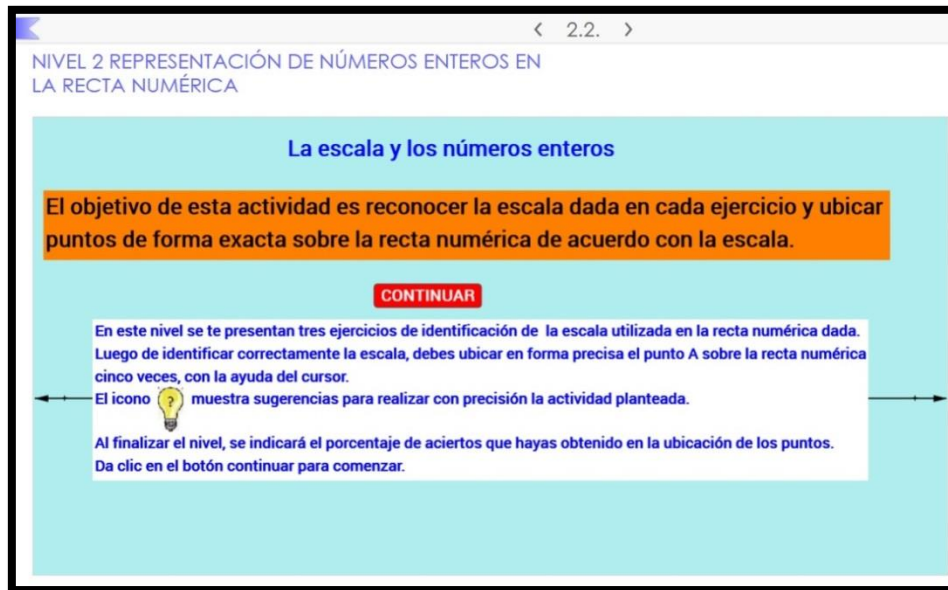 2.2.
NIVEL 2 REPRESENTACIÓN DE NÚMEROS ENTEROS EN
LA RECTA NUMÉRICA
La escala y los números enteros
El objetivo de esta actividad es reconocer la escala dada en cada ejercicio y ubicar
puntos de forma exacta sobre la recta numérica de acuerdo con la escala.
CONTINUAR
En este nivel se te presentan tres ejercicios de identificación de la escala utilizada en la recta numérica dada.
Luego de identificar correctamente la escala, debes ubicar en forma precisa el punto A sobre la recta numérica
cinco veces, con la ayuda del cursor.
El icono ? muestra sugerencias para realizar con precisión la actividad planteada.
Al finalizar el nivel, se indicará el porcentaje de aciertos que hayas obtenido en la ubicación de los puntos.
Da clic en el botón continuar para comenzar.